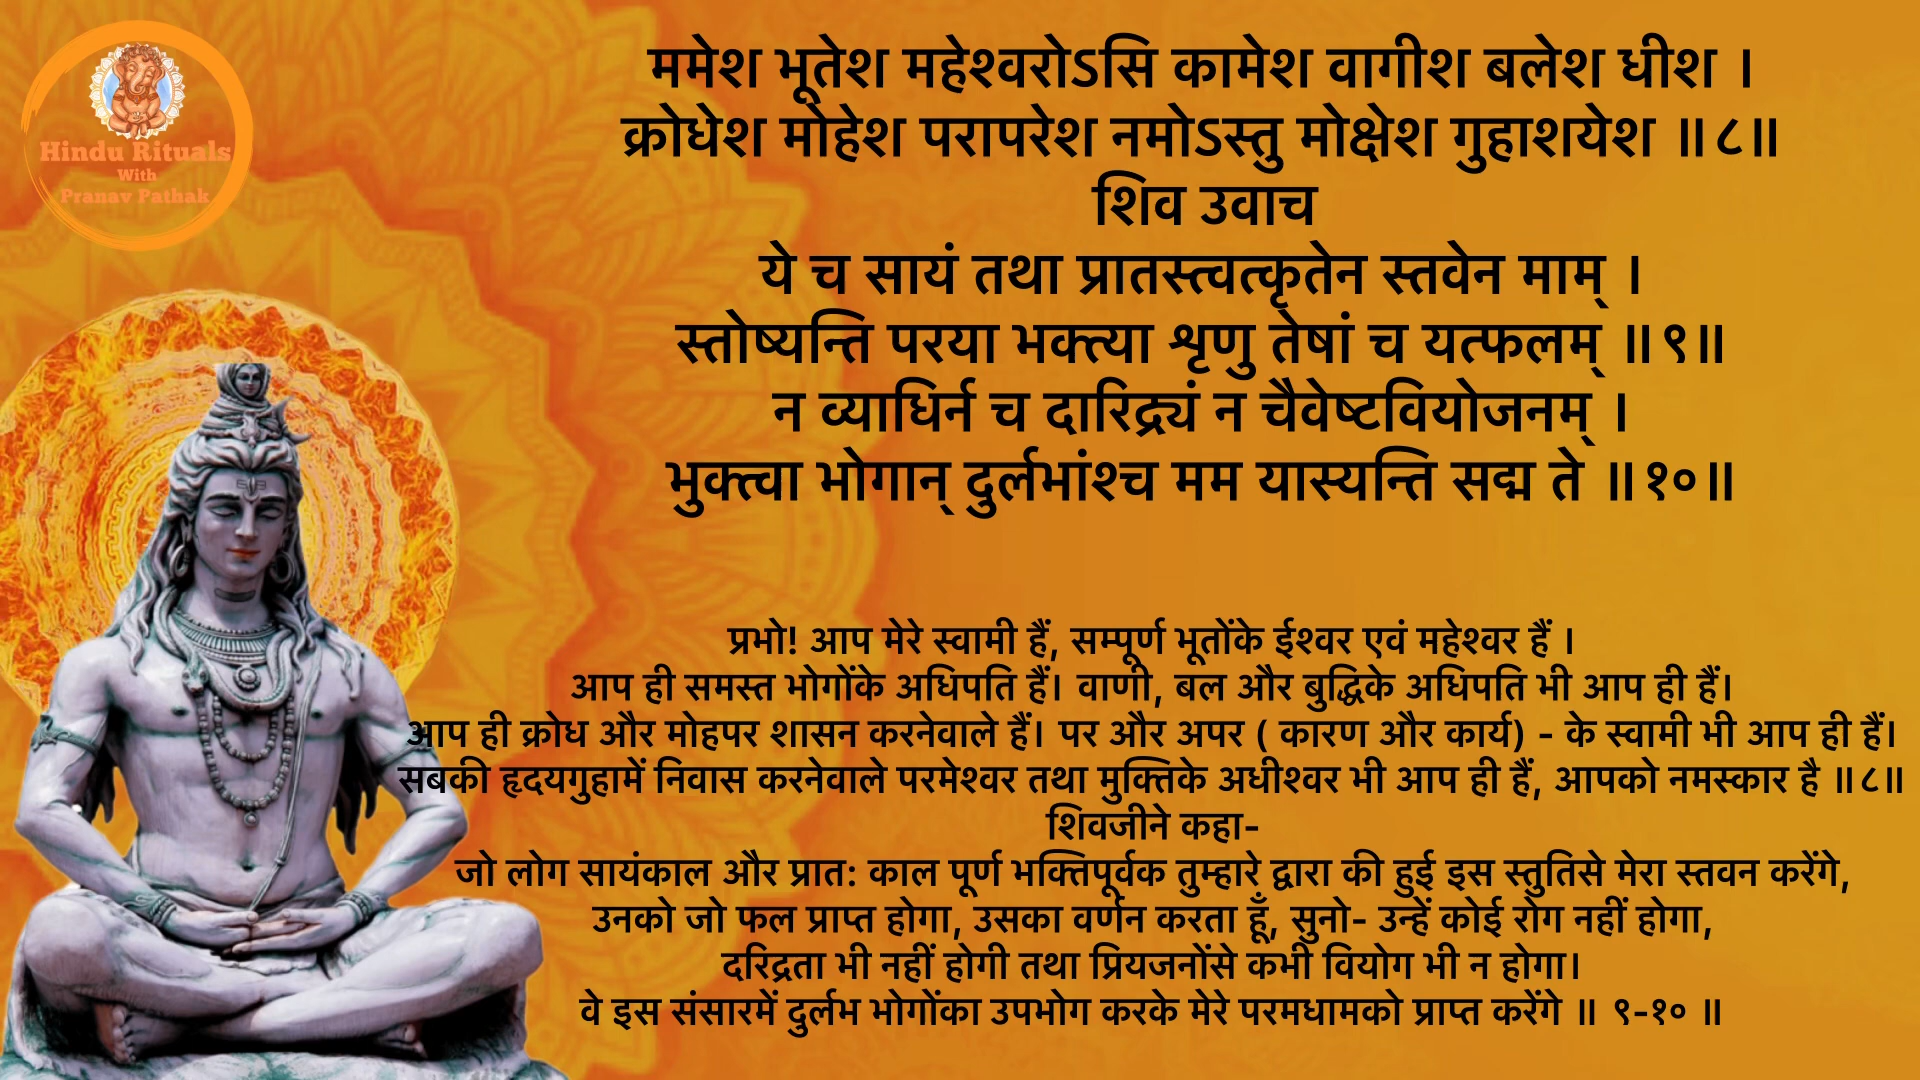 Hindu Rituals
With
Pranav Pathak
ममेश भूतेश महेश्वरोऽसि कामेश वागीश बलेश धीश ।
क्रोधेश मोहेश परापरेश नमोऽस्तु मोक्षेश गुहाशयेश ॥८॥
शिव उवाच
ये च सायं तथा प्रातस्त्वत्कृतेन स्तवेन माम् ।
स्तोष्यन्ति परया भक्त्या श‍ृणु तेषां च यत्फलम् ॥९॥
न व्याधिर्न च दारिद्र्यं न चैवेष्टवियोजनम् ।
भुक्त्वा भोगान् दुर्लभांश्च मम यास्यन्ति सद्म ते ॥१०॥
प्रभो! आप मेरे स्वामी हैं, सम्पूर्ण भूतोंके ईश्वर एवं महेश्वर हैं ।
आप ही समस्त भोगोंके अधिपति हैं। वाणी, बल और बुद्धिके अधिपति भी आप ही हैं।
आप ही क्रोध और मोहपर शासन करनेवाले हैं। पर और अपर ( कारण और कार्य) - के स्वामी भी आप ही हैं।
सबकी हृदयगुहामें निवास करनेवाले परमेश्वर तथा मुक्तिके अधीश्वर भी आप ही हैं, आपको नमस्कार है ॥८॥
शिवजीने कहा-
जो लोग सायंकाल और प्रात: काल पूर्ण भक्तिपूर्वक तुम्हारे द्वारा की हुई इस स्तुतिसे मेरा स्तवन करेंगे,
उनको जो फल प्राप्त होगा, उसका वर्णन करता हूँ, सुनो- उन्हें कोई रोग नहीं होगा,
दरिद्रता भी नहीं होगी तथा प्रियजनोंसे कभी वियोग भी न होगा।
वे इस संसारमें दुर्लभ भोगोंका उपभोग करके मेरे परमधामको प्राप्त करेंगे ॥ ९-१० ॥